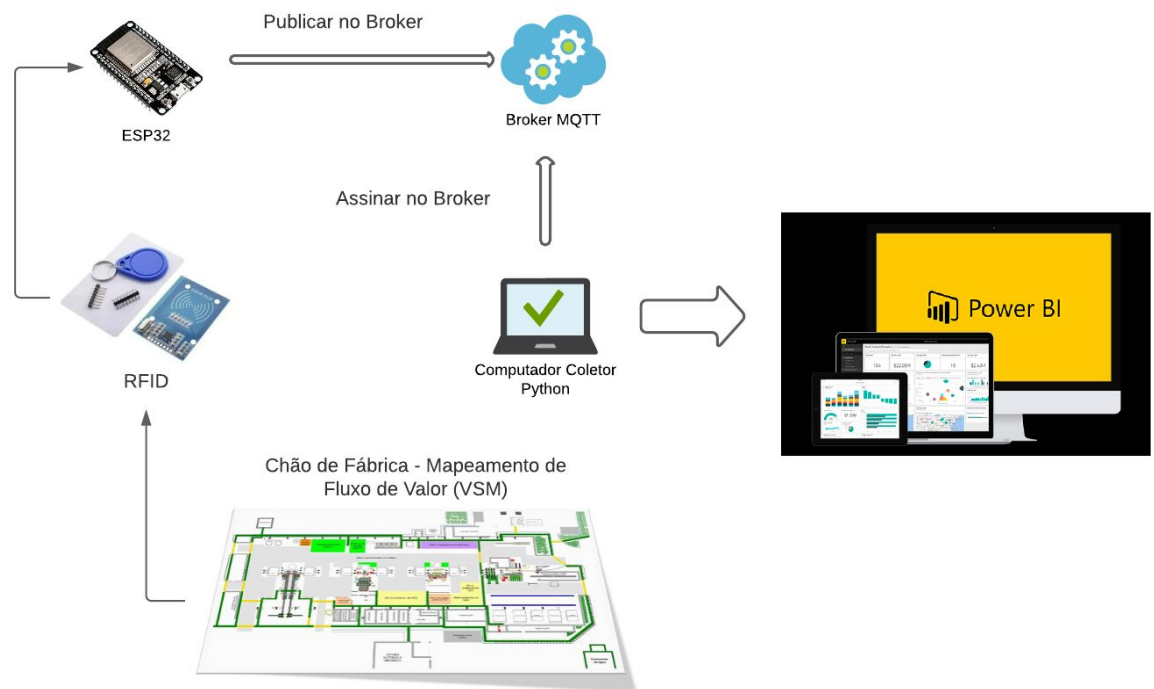 Publicar no Broker
ESP32
Broker MQTT
Assinar no Broker
Power BI
RFID
Computador Coletor
Python
Chão de Fábrica - Mapeamento de
Fluxo de Valor (VSM)